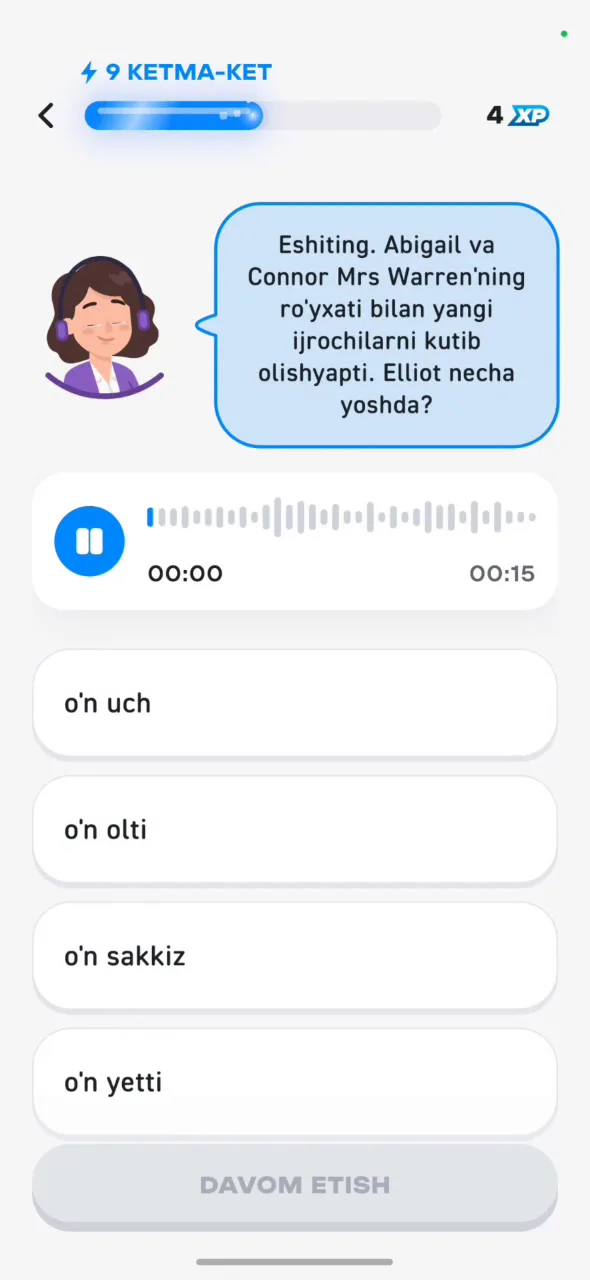 9 KETMA-KET
4 XP
Eshiting. Abigail va
Connor Mrs Warren'ning
ro'yxati bilan yangi
ijrochilarni kutib
olishyapti. Elliot necha
yoshda?
00:00
00:15
o'n uch
o'n olti
o'n sakkiz
o'n yetti
DAVOM ETISH